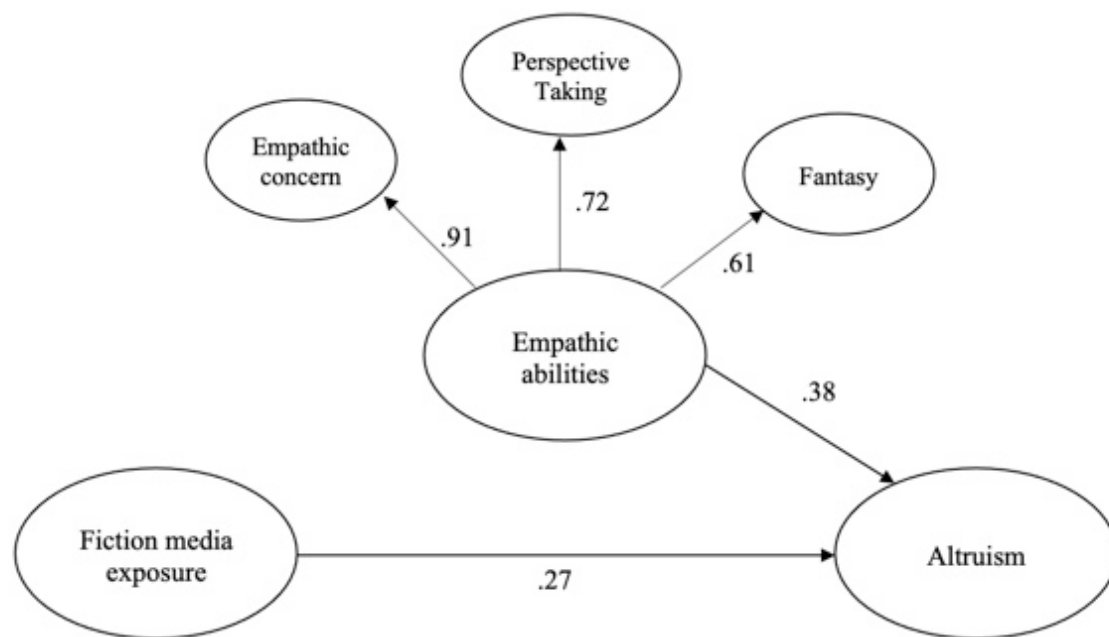 Perspective
Taking
Empathic
concern
Fantasy
.91
.72
.61
Empathic
abilities
.38
Fiction media
exposure
.27
Altruism